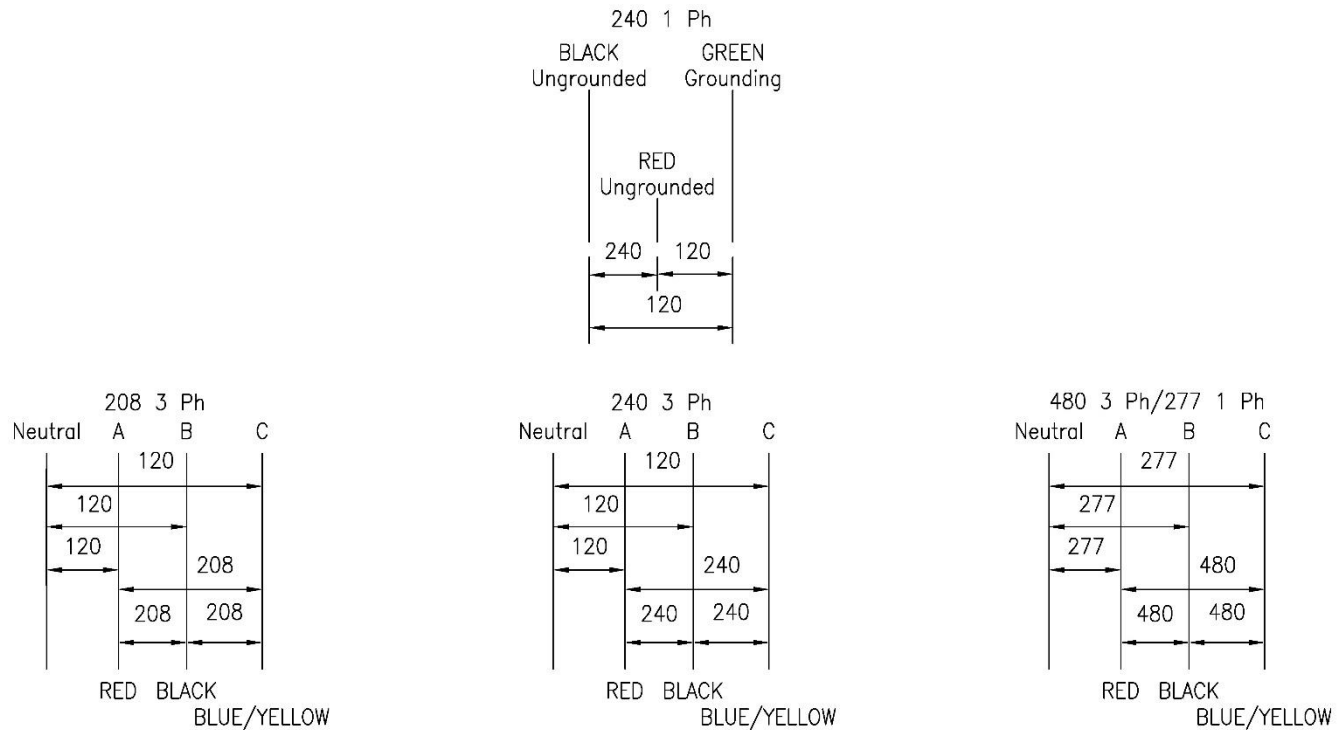 240 1 Ph
BLACK GREEN
Ungrounded Grounding
RED
Ungrounded
240 120
120
208 3 Ph
Neutral A B C
120
120
120
208
208 208
RED BLACK
BLUE/YELLOW
240 3 Ph
Neutral A B C
120
120
120
240
240 240
RED BLACK
BLUE/YELLOW
480 3 Ph/277 1 Ph
Neutral A B C
277
277
277
480
480 480
RED BLACK
BLUE/YELLOW